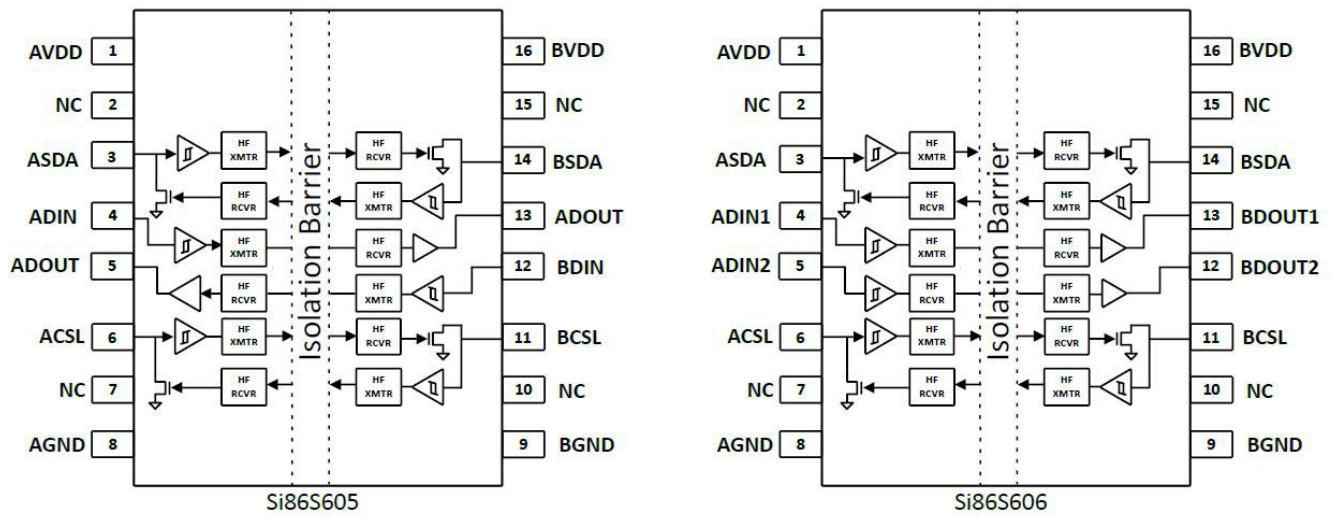 AVDD 1
16 BVDD
NC 2
15 NC
ASDA 3
HF XMTR
HF RCVR
14 BSDA
HF RCVR
HF XMTR
ADIN 4
13 ADOUT
HF XMTR
HF RCVR
ADOUT 5
12 BDIN
HF RCVR
HF XMTR
ACSL 6
HF XMTR
HF RCVR
11 BCSL
NC 7
HF RCVR
HF XMTR
10 NC
AGND 8
9 BGND
Isolation Barrier
Si86S605
AVDD 1
16 BVDD
NC 2
15 NC
ASDA 3
HF XMTR
HF RCVR
14 BSDA
HF RCVR
HF XMTR
ADIN1 4
13 BDOUT1
HF XMTR
HF RCVR
ADIN2 5
12 BDOUT2
HF RCVR
HF XMTR
ACSL 6
HF XMTR
HF RCVR
11 BCSL
NC 7
HF RCVR
HF XMTR
10 NC
AGND 8
9 BGND
Isolation Barrier
Si86S606